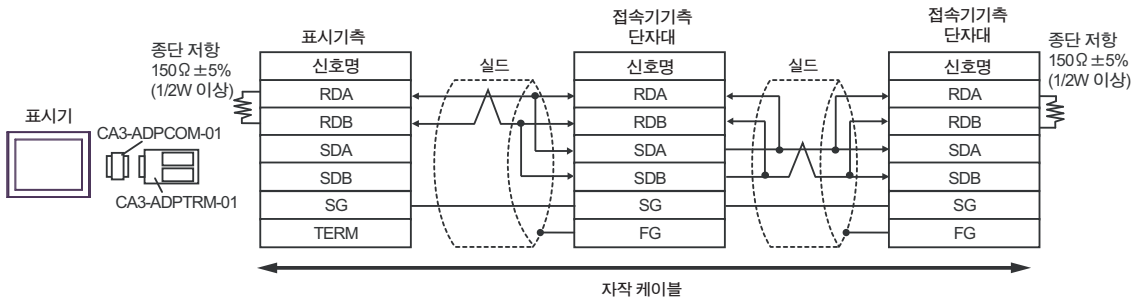 표시기
CA3-ADPCOM-01
CA3-ADPTRM-01
종단 저항
150Ω ±5%
(1/2W 이상)
표시기측
신호명
RDA
RDB
SDA
SDB
SG
TERM
실드
접속기기측
단자대
신호명
RDA
RDB
SDA
SDB
SG
FG
실드
접속기기측
단자대
신호명
RDA
RDB
SDA
SDB
SG
FG
종단 저항
150Ω ±5%
(1/2W 이상)
자작 케이블